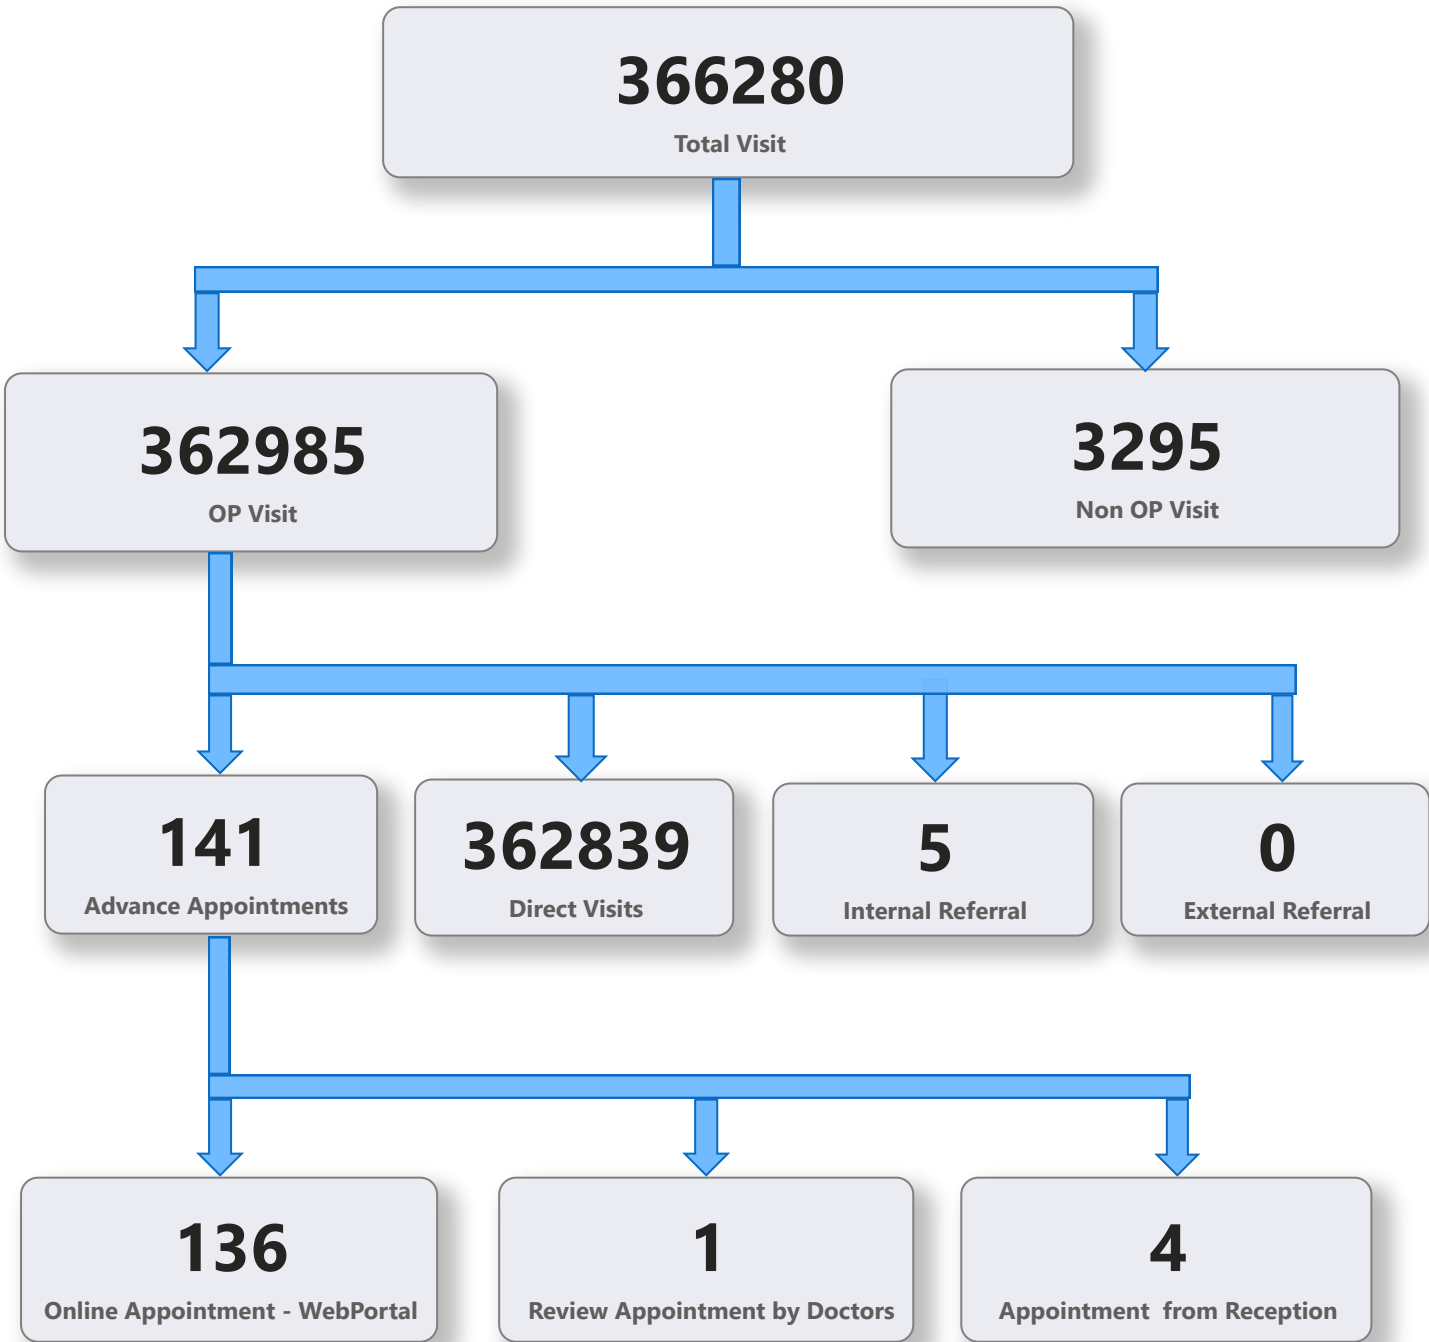 366280
Total Visit
362985
OP Visit
3295
Non OP Visit
141
Advance Appointments
362839
Direct Visits
5
Internal Referral
0
External Referral
136
Online Appointment - WebPortal
1
Review Appointment by Doctors
4
Appointment  from Reception